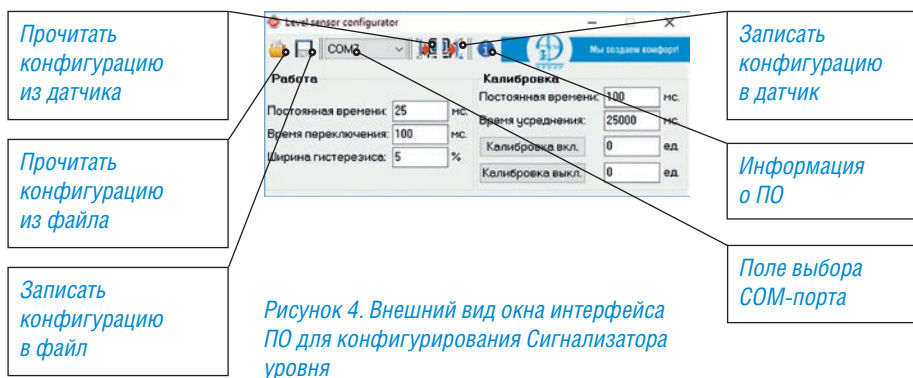 Прочитать
конфигурацию
из датчика
Прочитать
конфигурацию
из файла
Записать
конфигурацию
в файл
Level sensor configurator
COM3
Мы создаем комфорт!
Работа
Постоянная времени: 25 мс.
Время переключения: 100 мс.
Ширина гистерезиса: 5 %
Калибровка
Постоянная времени: 100 мс.
Время усреднения: 25000 мс.
Калибровка вкл. 0 ед.
Калибровка выкл. 0 ед.
Записать
конфигурацию
в датчик
Информация
о ПО
Поле выбора
COM-порта
Рисунок 4. Внешний вид окна интерфейса
ПО для конфигурирования Сигнализатора
уровня